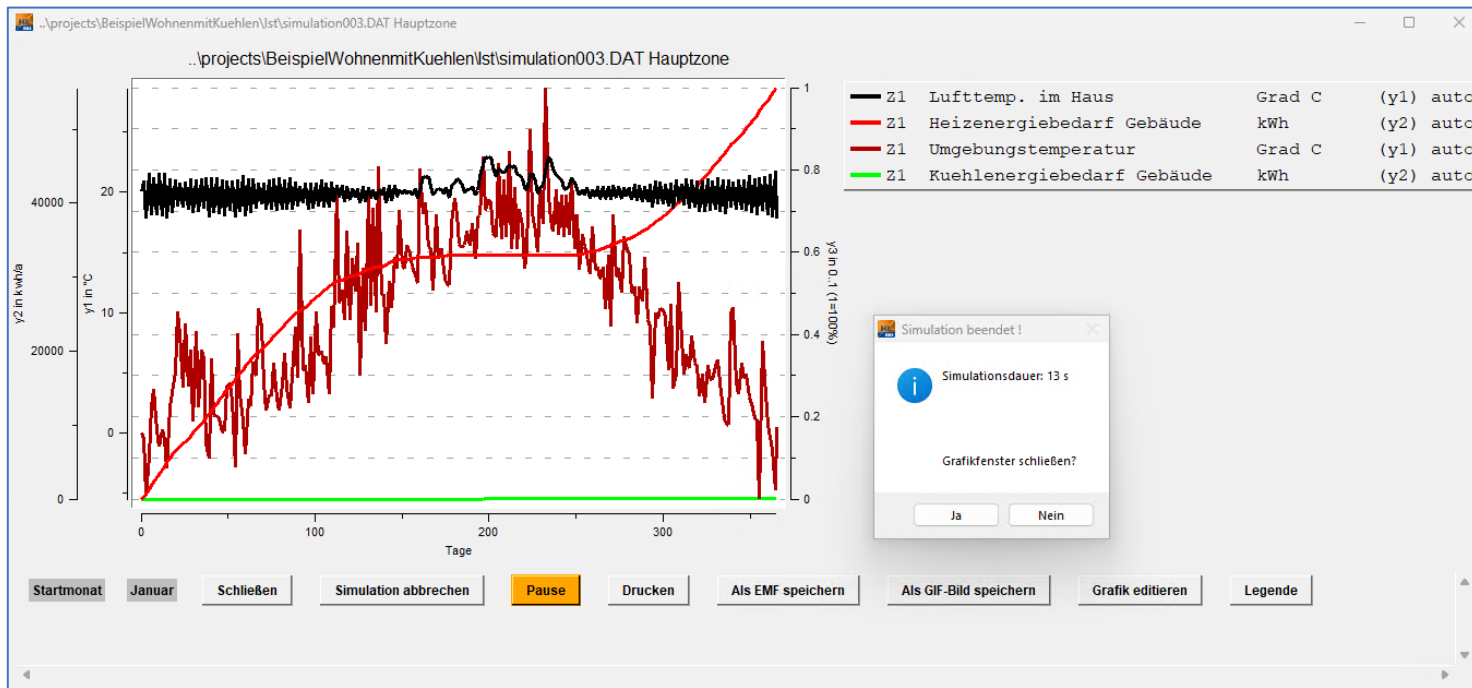 ..\projects\BeispielWohnenmitKuehlen\Ist\simulation003.DAT Hauptzone
..\projects\BeispielWohnenmitKuehlen\Ist\simulation003.DAT Hauptzone
Z1 Lufttemp. im Haus Grad C (y1) auto
Z1 Heizenergiebedarf Gebäude kWh (y2) auto
Z1 Umgebungstemperatur Grad C (y1) auto
Z1 Kuehlenergiebedarf Gebäude kWh (y2) auto
y2 in kwh/a
40000
20000
0
y1 in °C
20
10
0
1
0.8
0.6
0.4
0.2
0
y3 in 0..1 (1=100%)
0 100 200 300
Tage
Simulation beendet !
Simulationsdauer: 13 s
Grafikfenster schließen?
Ja Nein
Startmonat Januar Schließen Simulation abbrechen Pause Drucken Als EMF speichern Als GIF-Bild speichern Grafik editieren Legende